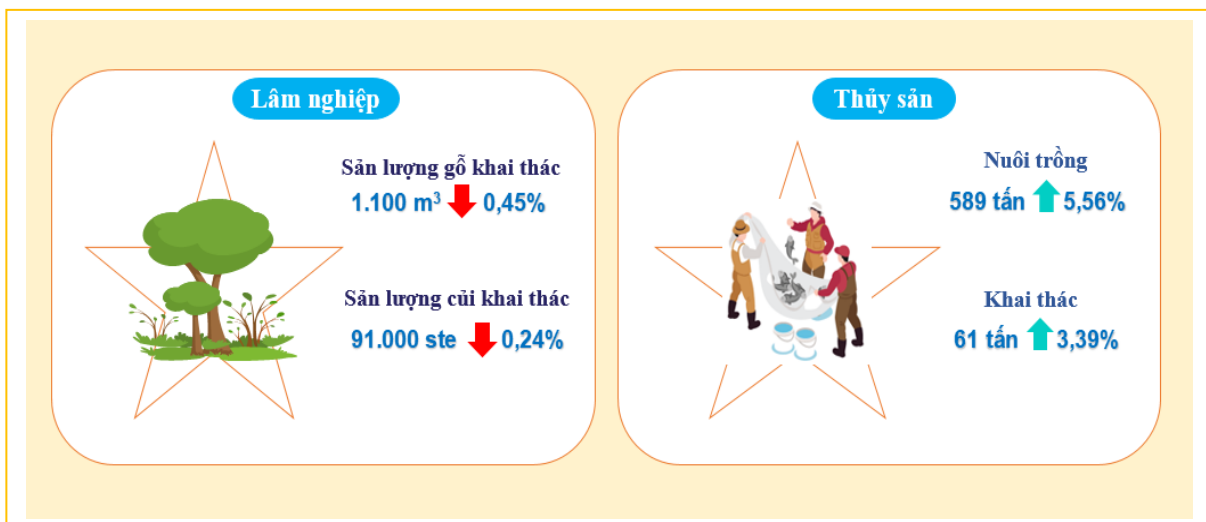 Lâm nghiệp
Sản lượng gỗ khai thác
1.100 m³ 0,45%
Sản lượng củi khai thác
91.000 ste 0,24%
Thủy sản
Nuôi trồng
589 tấn 5,56%
Khai thác
61 tấn 3,39%